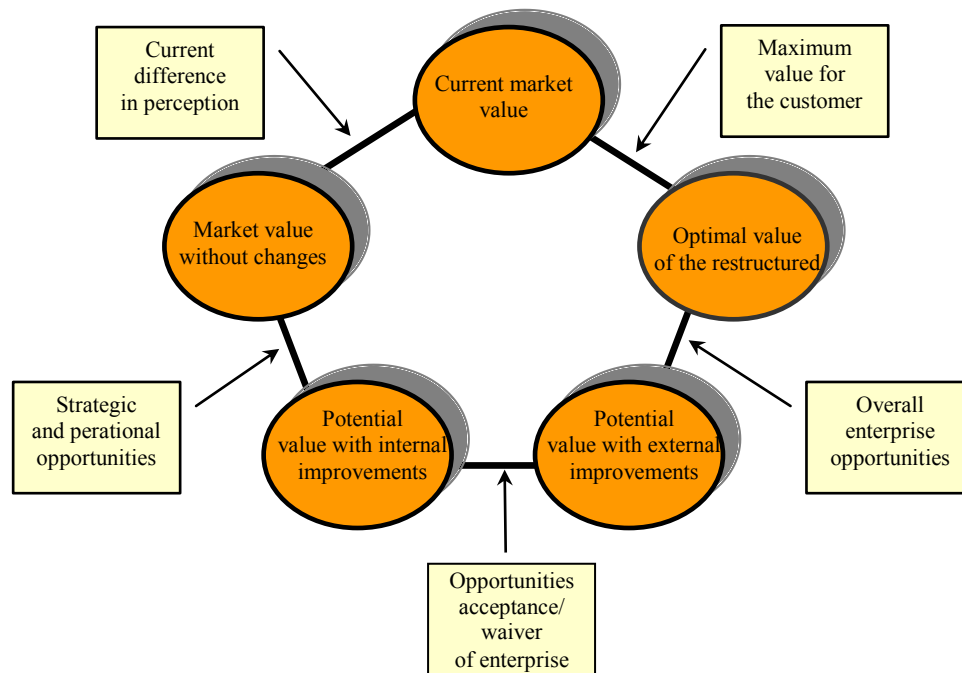 Current
difference
in perception
Current market
value
Maximum
value for
the customer
Market value
without changes
Optimal value
of the restructured
Strategic
and perational
opportunities
Potential
value with internal
improvements
Potential
value with external
improvements
Overall
enterprise
opportunities
Opportunities
acceptance/
waiver
of enterprise